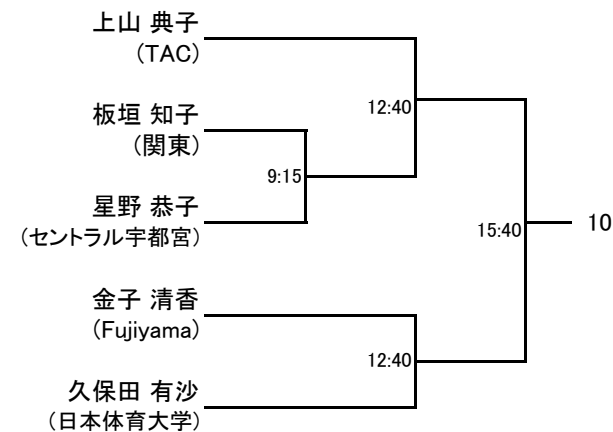 上山 典子
(TAC)
12:40
板垣 知子
(関東)
9:15
星野 恭子
(セントラル宇都宮)
15:40
10
金子 清香
(Fujiyama)
12:40
久保田 有沙
(日本体育大学)